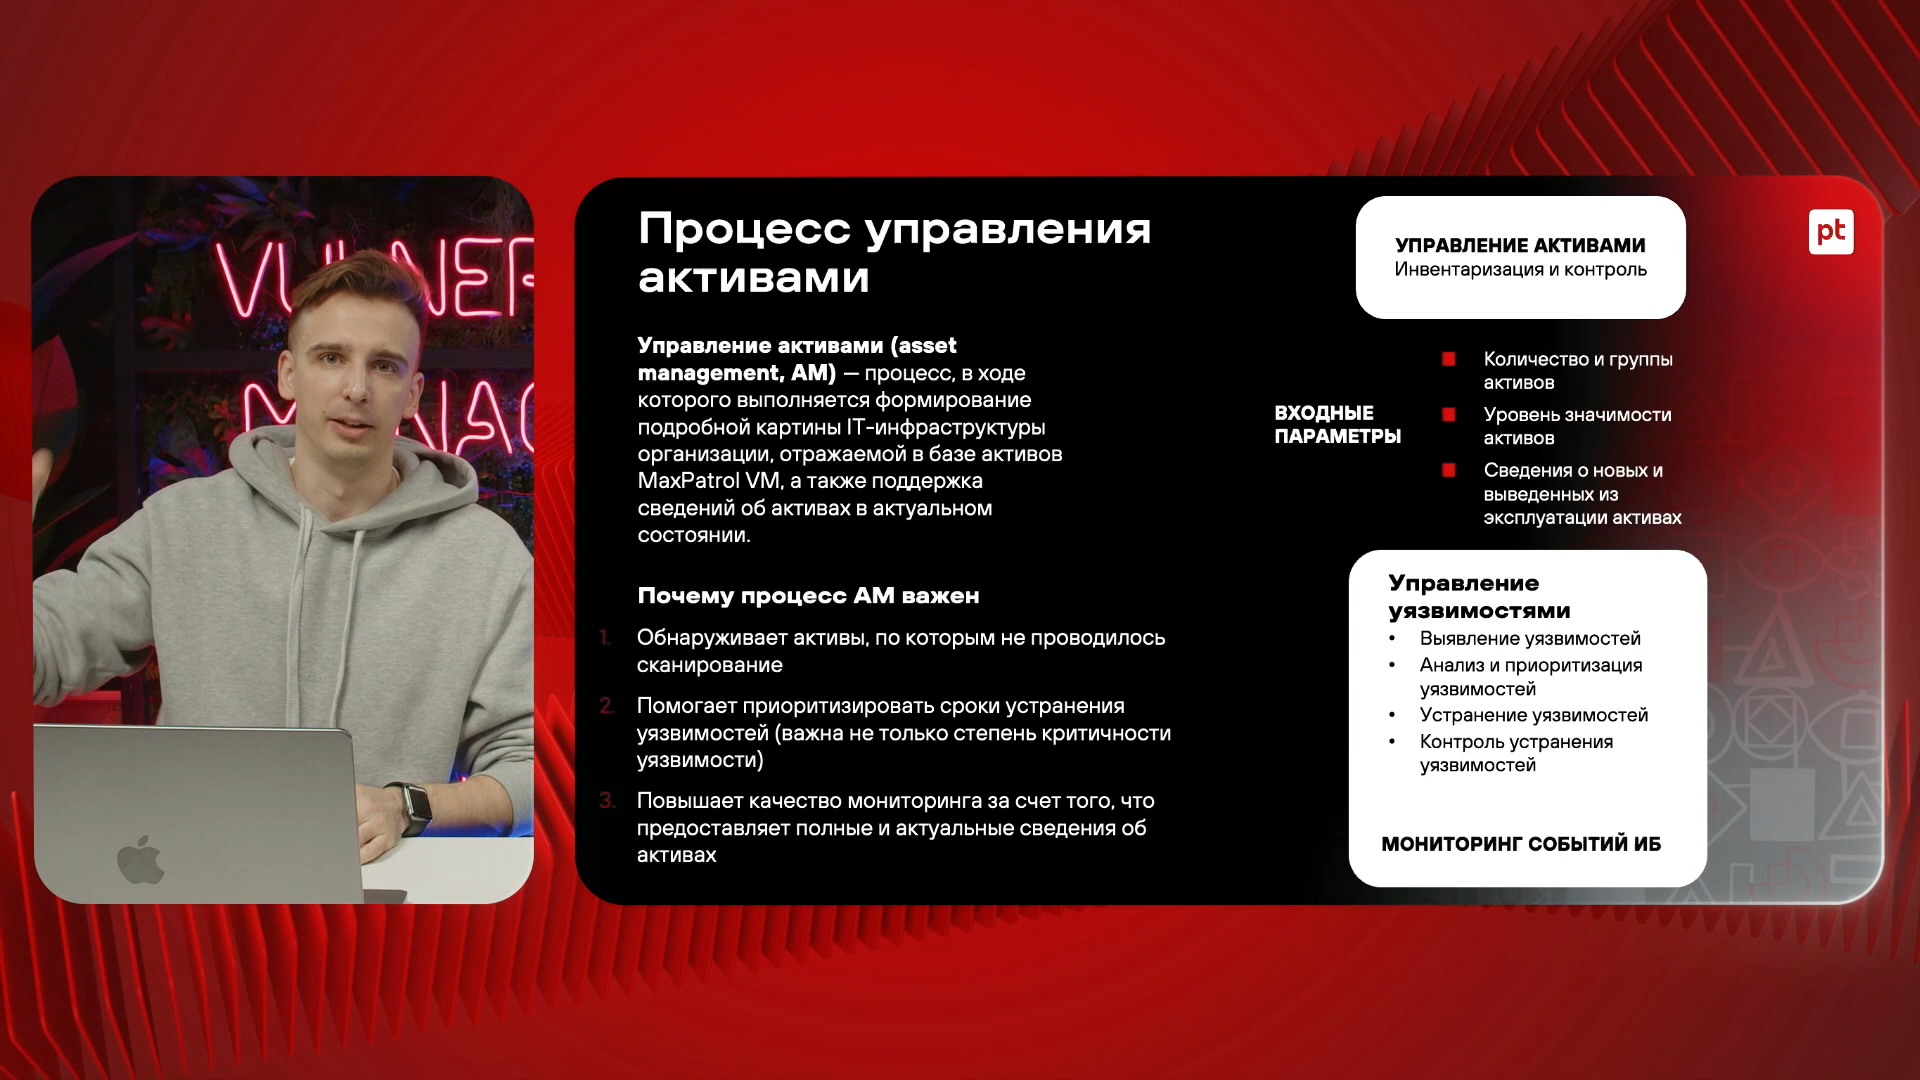 VULNER
MANAG
Процесс управления
активами
Управление активами (asset
management, AM) — процесс, в ходе
которого выполняется формирование
подробной картины IT-инфраструктуры
организации, отражаемой в базе активов
MaxPatrol VM, а также поддержка
сведений об активах в актуальном
состоянии.
Почему процесс AM важен
1. Обнаруживает активы, по которым не проводилось
сканирование
2. Помогает приоритизировать сроки устранения
уязвимостей (важна не только степень критичности
уязвимости)
3. Повышает качество мониторинга за счет того, что
предоставляет полные и актуальные сведения об
активах
УПРАВЛЕНИЕ АКТИВАМИ
Инвентаризация и контроль
pt
ВХОДНЫЕ
ПАРАМЕТРЫ
Количество и группы
активов
Уровень значимости
активов
Сведения о новых и
выведенных из
эксплуатации активах
Управление
уязвимостями
• Выявление уязвимостей
• Анализ и приоритизация
уязвимостей
• Устранение уязвимостей
• Контроль устранения
уязвимостей
МОНИТОРИНГ СОБЫТИЙ ИБ